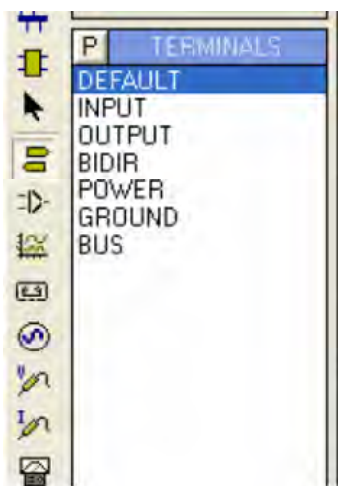 P TERMINALS
DEFAULT
INPUT
OUTPUT
BIDIR
POWER
GROUND
BUS
V
I